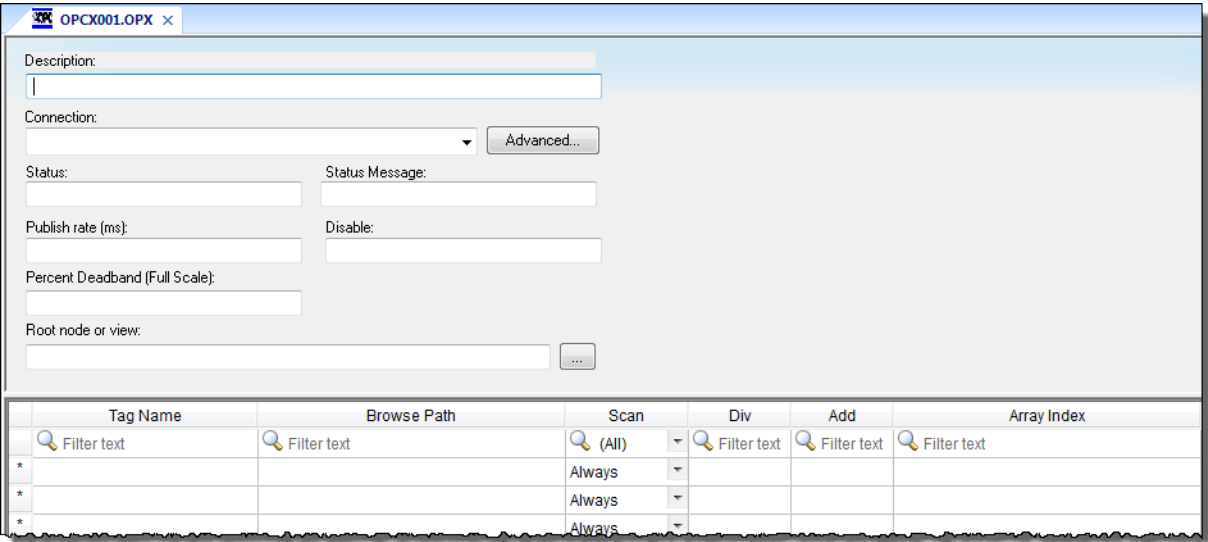 OPCX001.OPX
Description:
Connection:
Advanced...
Status: Status Message:
Publish rate (ms): Disable:
Percent Deadband (Full Scale):
Root node or view:
...
Tag Name Browse Path Scan Div Add Array Index
Filter text Filter text (All) Filter text Filter text Filter text
* Always
* Always
* Always